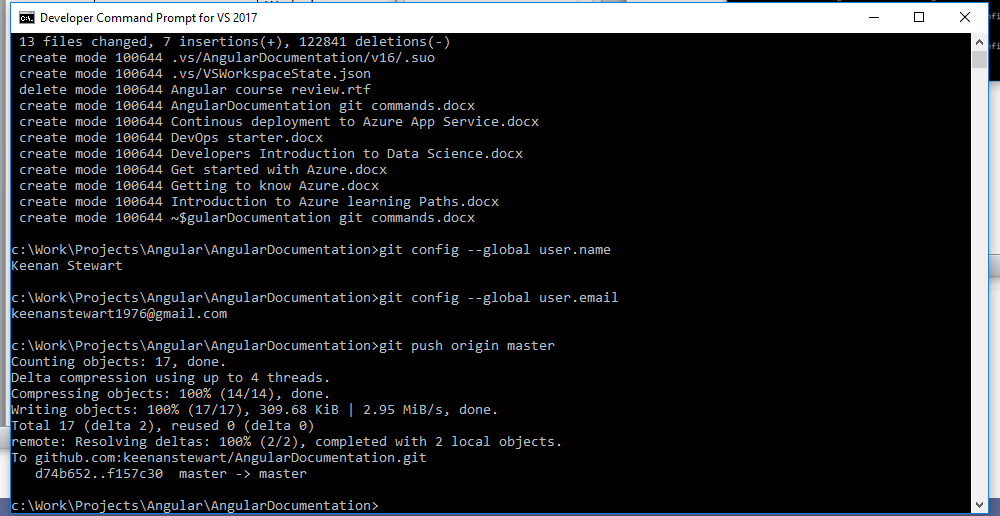 Developer Command Prompt for VS 2017
13 files changed, 7 insertions(+), 122841 deletions(-)
create mode 100644 .vs/AngularDocumentation/v16/.suo
create mode 100644 .vs/VSWorkspaceState.json
delete mode 100644 Angular course review.rtf
create mode 100644 AngularDocumentation git commands.docx
create mode 100644 Continous deployment to Azure App Service.docx
create mode 100644 DevOps starter.docx
create mode 100644 Developers Introduction to Data Science.docx
create mode 100644 Get started with Azure.docx
create mode 100644 Getting to know Azure.docx
create mode 100644 Introduction to Azure learning Paths.docx
create mode 100644 ~$gularDocumentation git commands.docx
c:\Work\Projects\Angular\AngularDocumentation>git config --global user.name
Keenan Stewart
c:\Work\Projects\Angular\AngularDocumentation>git config --global user.email
keenanstewart1976@gmail.com
c:\Work\Projects\Angular\AngularDocumentation>git push origin master
Counting objects: 17, done.
Delta compression using up to 4 threads.
Compressing objects: 100% (14/14), done.
Writing objects: 100% (17/17), 309.68 KiB | 2.95 MiB/s, done.
Total 17 (delta 2), reused 0 (delta 0)
remote: Resolving deltas: 100% (2/2), completed with 2 local objects.
To github.com:keenanstewart/AngularDocumentation.git
d74b652..f157c30  master -> master
c:\Work\Projects\Angular\AngularDocumentation>